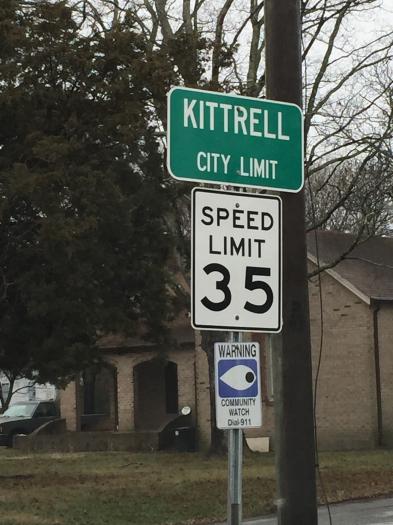 KITTRELL
CITY LIMIT
SPEED
LIMIT
35
WARNING
COMMUNITY
WATCH
Dial-911